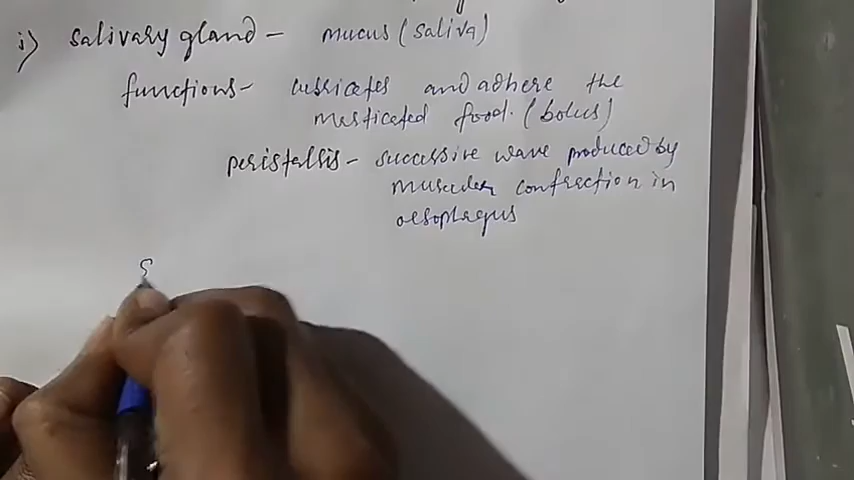 i) salivary gland - mucus (saliva)
functions - lubricates and adhere the
masticated food. (bolus)
peristalsis - successive wave produced by
muscular contraction in
oesophagus
S